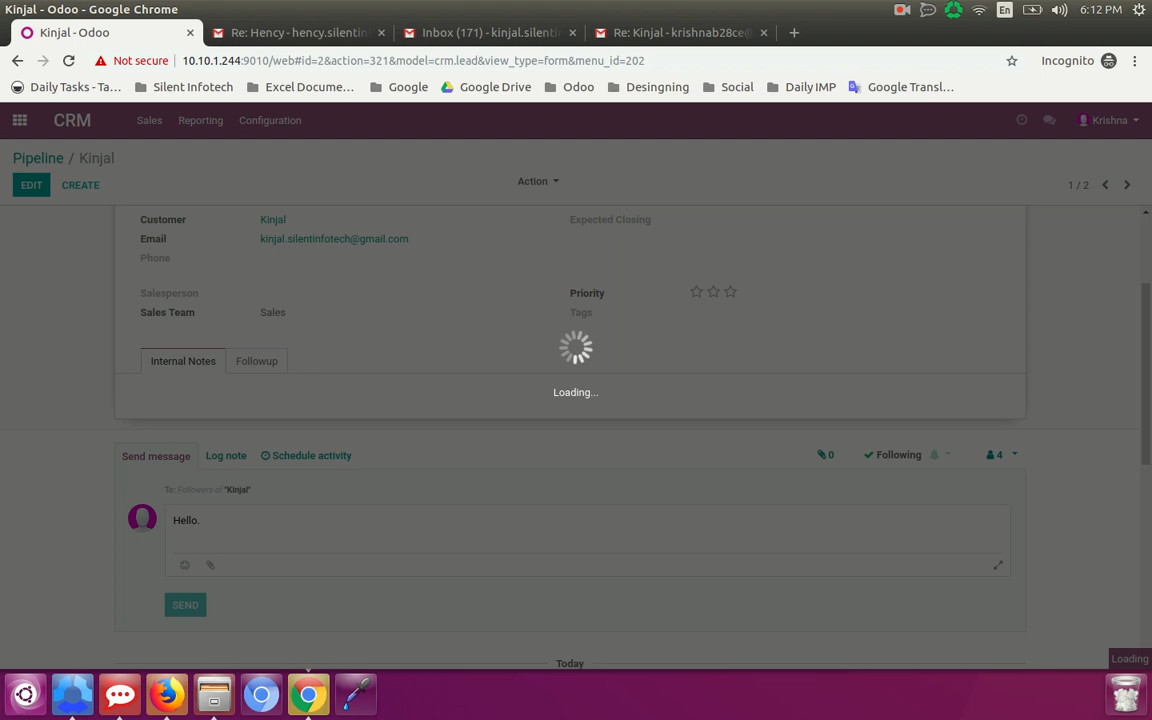 Kinjal - Odoo - Google Chrome
En
6:12 PM
Kinjal - Odoo
Re: Hency - hency.silentin
Inbox (171) - kinjal.silenti
Re: Kinjal - krishnab28ce@
Not secure
10.10.1.244:9010/web#id=2&action=321&model=crm.lead&view_type=form&menu_id=202
Incognito
Daily Tasks - Ta...
Silent Infotech
Excel Docume...
Google
Google Drive
Odoo
Desingning
Social
Daily IMP
Google Transl...
CRM
Sales
Reporting
Configuration
Krishna
Pipeline / Kinjal
EDIT
CREATE
Action
1 / 2
Customer
Kinjal
Expected Closing
Email
kinjal.silentinfotech@gmail.com
Phone
Salesperson
Priority
Sales Team
Sales
Tags
Internal Notes
Followup
Loading...
Send message
Log note
Schedule activity
0
Following
4
To: Followers of "Kinjal"
Hello.
SEND
Today
Loading